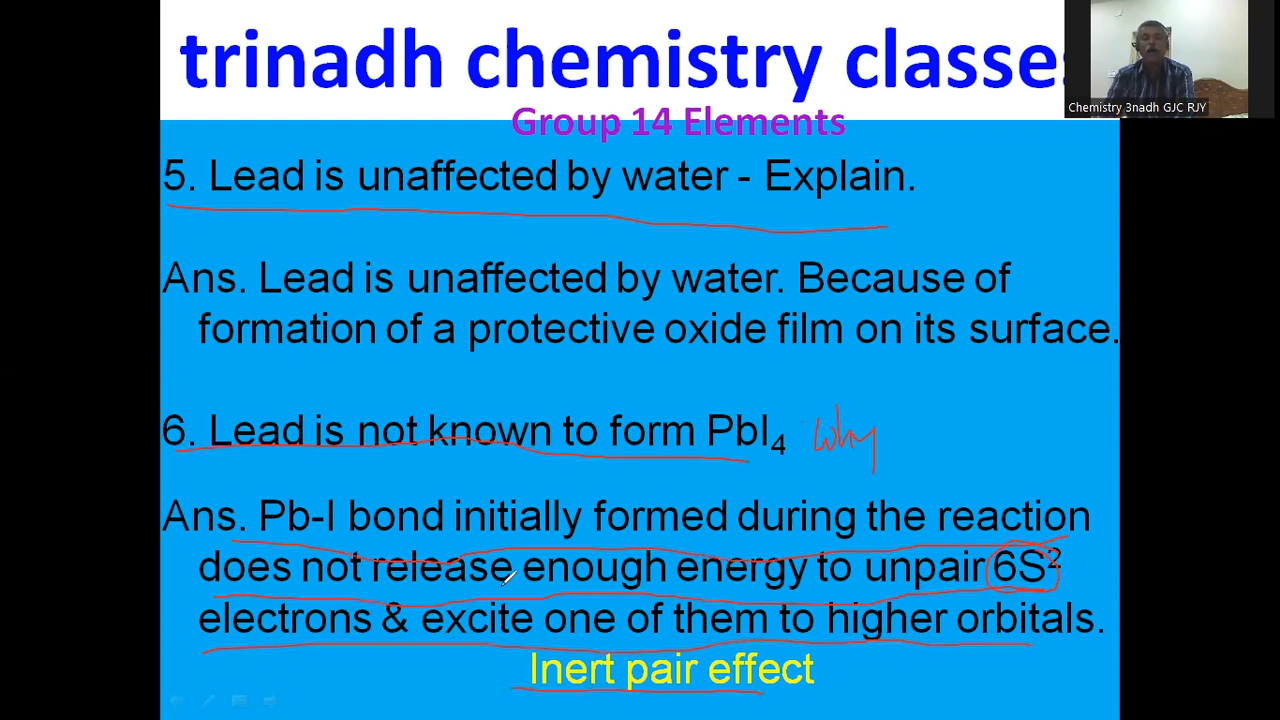 trinadh chemistry classes
Chemistry 3nadh GJC RJY
Group 14 Elements
5. Lead is unaffected by water - Explain.
Ans. Lead is unaffected by water. Because of
formation of a protective oxide film on its surface.
6. Lead is not known to form PbI₄ why
Ans. Pb-I bond initially formed during the reaction
does not release enough energy to unpair 6S²
electrons & excite one of them to higher orbitals.
Inert pair effect